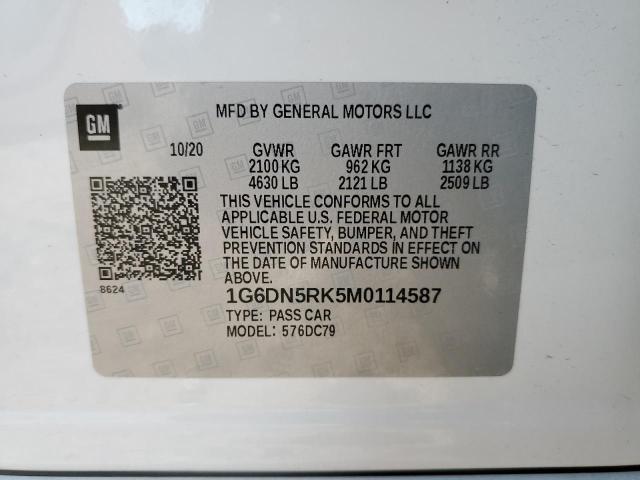 GM
MFD BY GENERAL MOTORS LLC
10/20 GVWR GAWR FRT GAWR RR
2100 KG 962 KG 1138 KG
4630 LB 2121 LB 2509 LB
THIS VEHICLE CONFORMS TO ALL
APPLICABLE U.S. FEDERAL MOTOR
VEHICLE SAFETY, BUMPER, AND THEFT
PREVENTION STANDARDS IN EFFECT ON
THE DATE OF MANUFACTURE SHOWN
ABOVE.
8624
1G6DN5RK5M0114587
TYPE: PASS CAR
MODEL: 576DC79